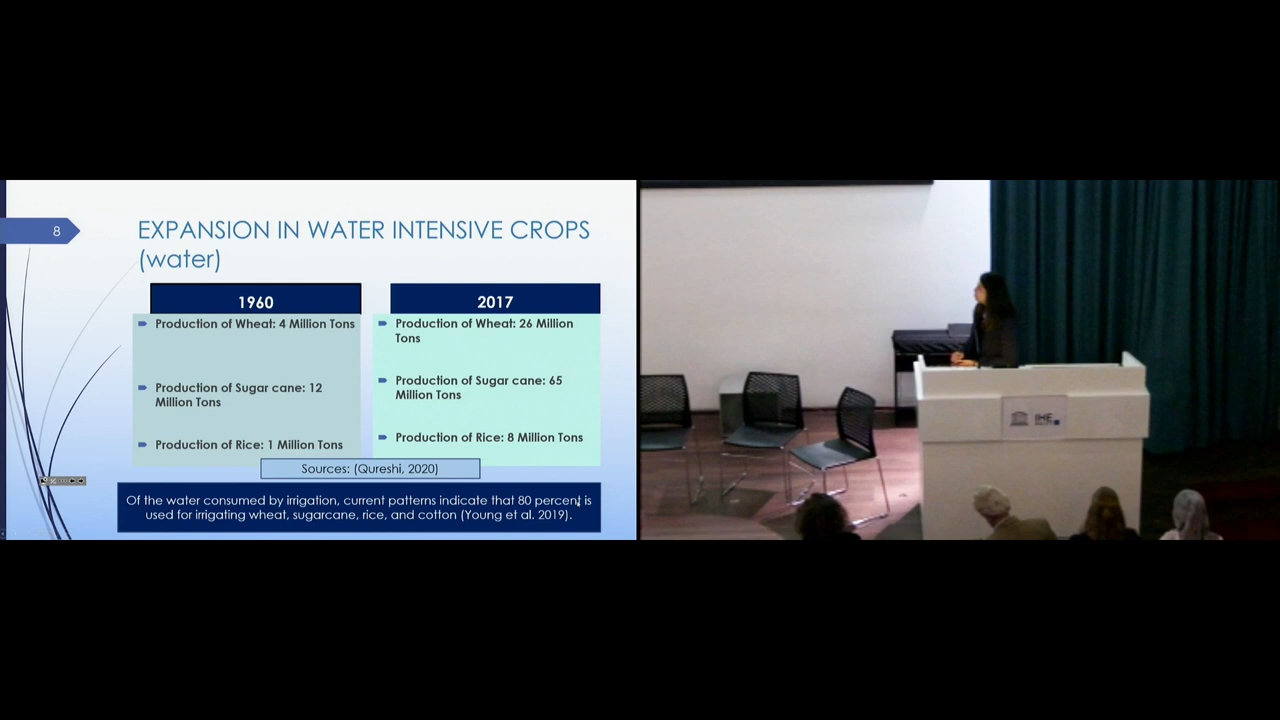 8
EXPANSION IN WATER INTENSIVE CROPS
(water)
1960
Production of Wheat: 4 Million Tons
Production of Sugar cane: 12
Million Tons
Production of Rice: 1 Million Tons
2017
Production of Wheat: 26 Million
Tons
Production of Sugar cane: 65
Million Tons
Production of Rice: 8 Million Tons
Sources: (Qureshi, 2020)
Of the water consumed by irrigation, current patterns indicate that 80 percent is
used for irrigating wheat, sugarcane, rice, and cotton (Young et al. 2019).
IHE